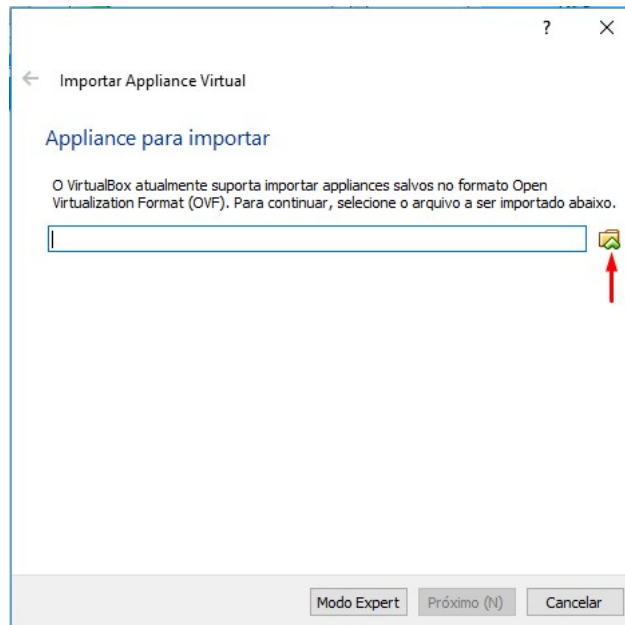 ?
Importar Appliance Virtual
Appliance para importar
O VirtualBox atualmente suporta importar appliances salvos no formato Open
Virtualization Format (OVF). Para continuar, selecione o arquivo a ser importado abaixo.
Modo Expert Próximo (N) Cancelar